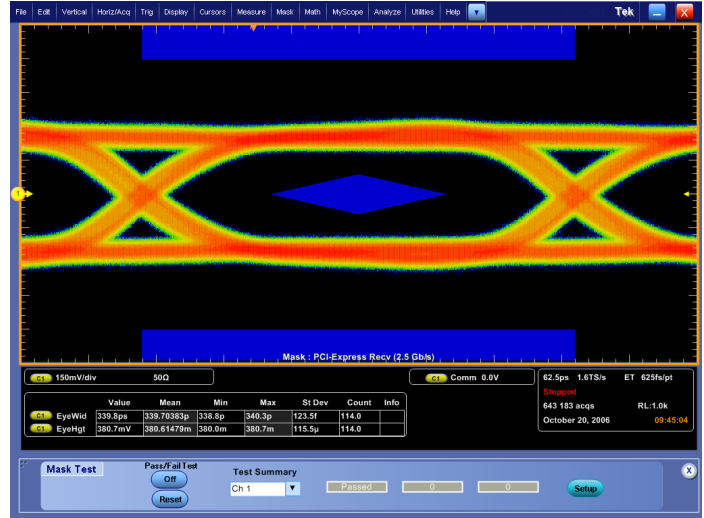 File Edit Vertical Horiz/Acq Trig Display Cursors Measure Mask Math MyScope Analyze Utilities Help Tek X
1
Mask : PCI-Express Recv (2.5 Gb/s)
C1 150mV/div 50Ω
C1 Comm 0.0V
62.5ps 1.6TS/s ET 625fs/pt
Stopped
643 183 acqs RL:1.0k
October 20, 2006 09:45:04
Value Mean Min Max St Dev Count Info
C1 EyeWid 339.8ps 339.70383p 338.8p 340.3p 123.5f 114.0
C1 EyeHgt 380.7mV 380.61479m 380.0m 380.7m 115.5µ 114.0
Mask Test
Pass/Fail Test
Off
Reset
Test Summary
Ch 1
Passed 0 0
Setup
X